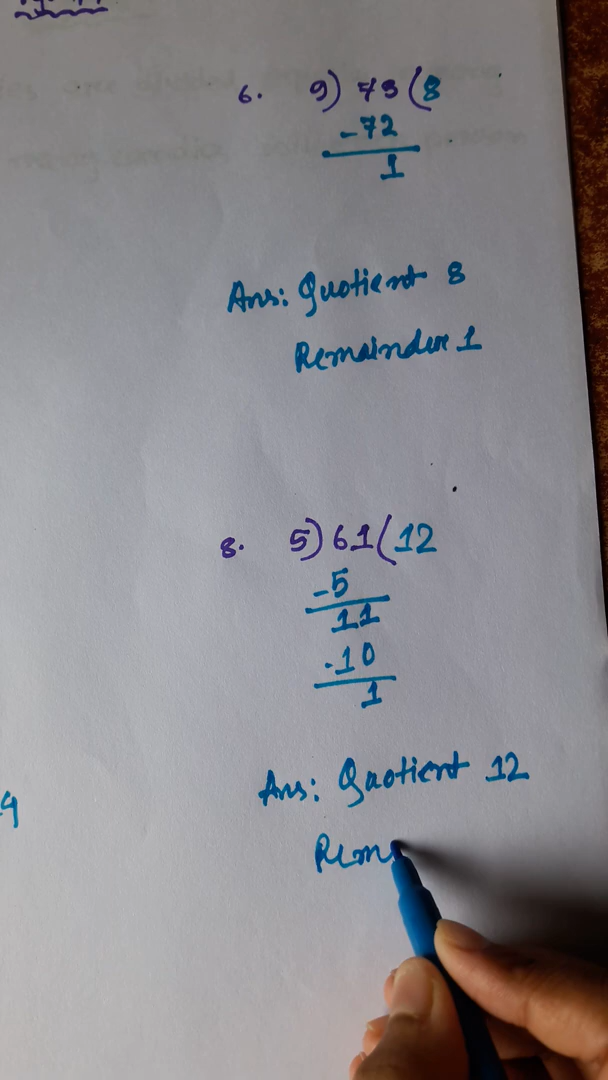 6. 9) 73 (8
-72
1
Ans: Quotient 8
Remainder 1
8. 5) 61 (12
-5
11
-10
1
Ans: Quotient 12
Rem